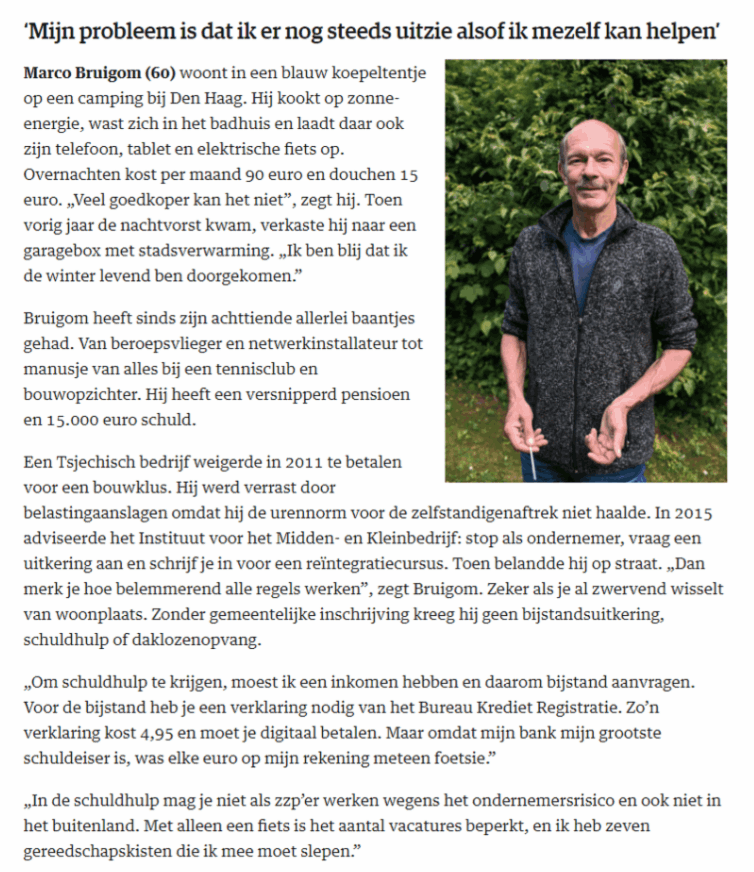 ‘Mijn probleem is dat ik er nog steeds uitzie alsof ik mezelf kan helpen’
Marco Bruigom (60) woont in een blauw koepeltentje
op een camping bij Den Haag. Hij kookt op zonne-
energie, wast zich in het badhuis en laadt daar ook
zijn telefoon, tablet en elektrische fiets op.
Overnachten kost per maand 90 euro en douchen 15
euro. „Veel goedkoper kan het niet”, zegt hij. Toen
vorig jaar de nachtvorst kwam, verkaste hij naar een
garagebox met stadsverwarming. „Ik ben blij dat ik
de winter levend ben doorgekomen.”
Bruigom heeft sinds zijn achttiende allerlei baantjes
gehad. Van beroepsvlieger en netwerkinstallateur tot
manusje van alles bij een tennisclub en
bouwopzichter. Hij heeft een versnipperd pensioen
en 15.000 euro schuld.
Een Tsjechisch bedrijf weigerde in 2011 te betalen
voor een bouwklus. Hij werd verrast door
belastingaanslagen omdat hij de urennorm voor de zelfstandigenaftrek niet haalde. In 2015
adviseerde het Instituut voor het Midden- en Kleinbedrijf: stop als ondernemer, vraag een
uitkering aan en schrijf je in voor een reïntegratiecursus. Toen belandde hij op straat. „Dan
merk je hoe belemmerend alle regels werken”, zegt Bruigom. Zeker als je al zwervend wisselt
van woonplaats. Zonder gemeentelijke inschrijving kreeg hij geen bijstandsuitkering,
schuldhulp of daklozenopvang.
„Om schuldhulp te krijgen, moest ik een inkomen hebben en daarom bijstand aanvragen.
Voor de bijstand heb je een verklaring nodig van het Bureau Krediet Registratie. Zo’n
verklaring kost 4,95 en moet je digitaal betalen. Maar omdat mijn bank mijn grootste
schuldeiser is, was elke euro op mijn rekening meteen foetsie.”
„In de schuldhulp mag je niet als zzp’er werken wegens het ondernemersrisico en ook niet in
het buitenland. Met alleen een fiets is het aantal vacatures beperkt, en ik heb zeven
gereedschapskisten die ik mee moet slepen.”